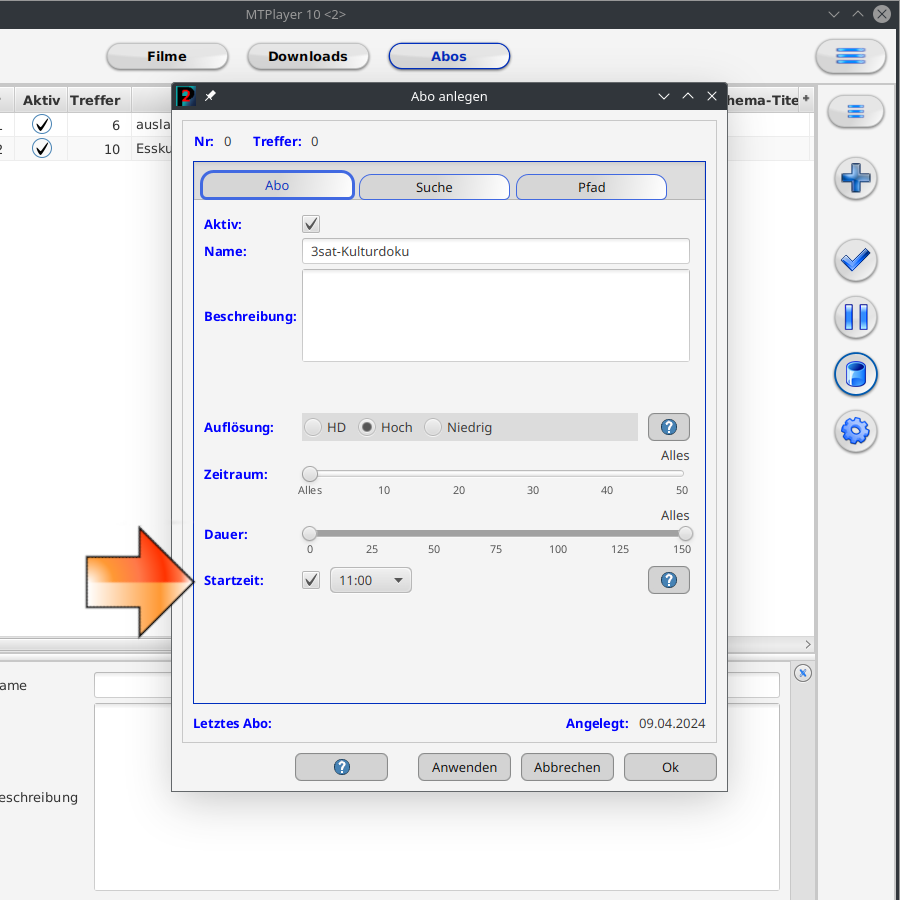 MTPlayer 10 <2>
Filme Downloads Abos
Abo anlegen
Aktiv Treffer
6 ausla
10 Essku
hema-Tite +
Nr: 0 Treffer: 0
Abo Suche Pfad
Aktiv:
Name: 3sat-Kulturdoku
Beschreibung:
Auflösung: HD Hoch Niedrig ?
Alles
Zeitraum:
Alles 10 20 30 40 50
Alles
Dauer:
0 25 50 75 100 125 150
Startzeit: 11:00 ?
ame
Letztes Abo: Angelegt: 09.04.2024
? Anwenden Abbrechen Ok
eschreibung